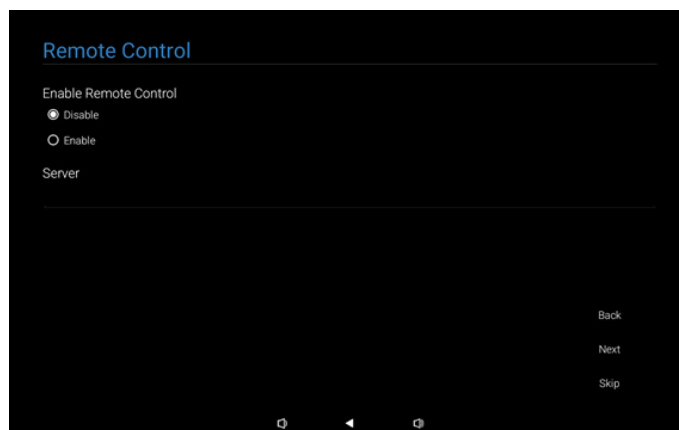 Remote Control
Enable Remote Control
Disable
Enable
Server
Back
Next
Skip